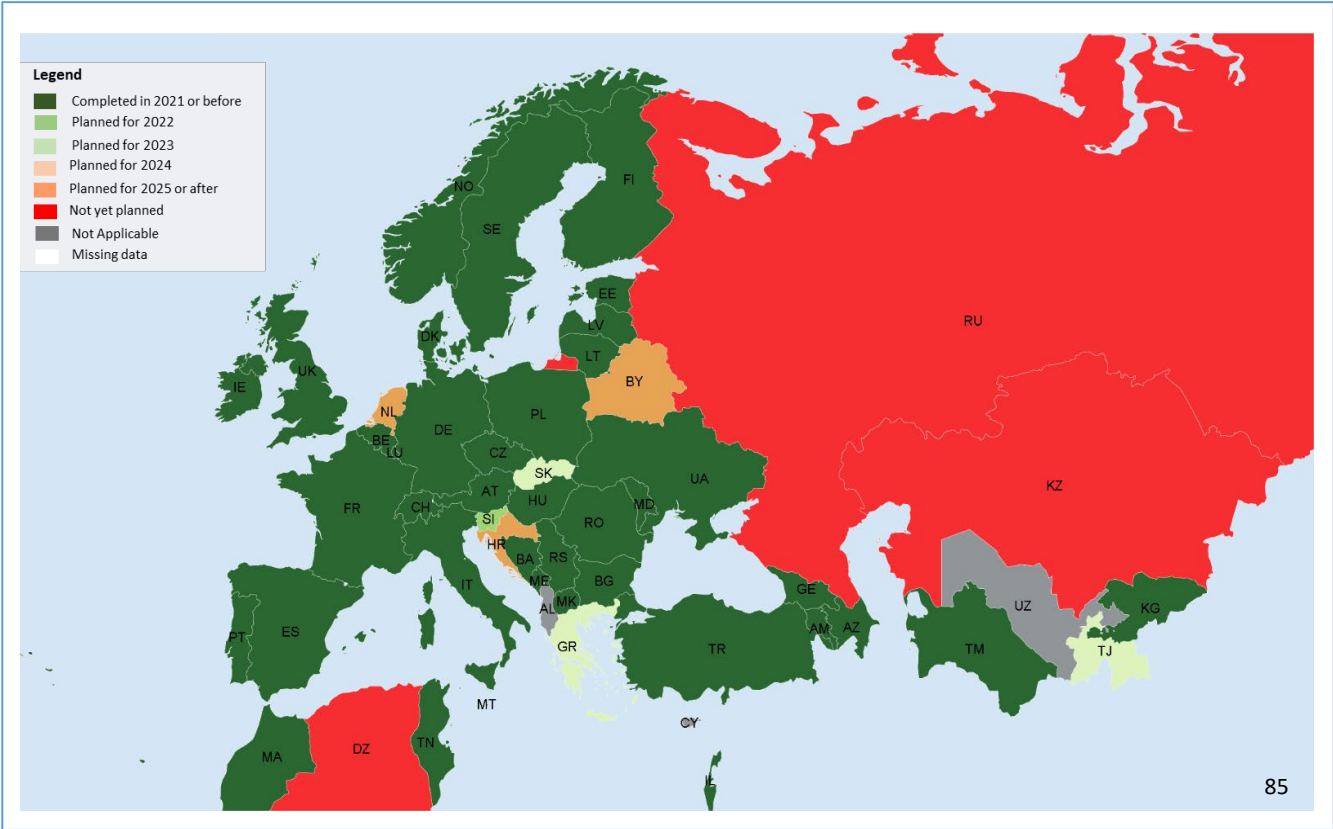 Legend
Completed in 2021 or before
Planned for 2022
Planned for 2023
Planned for 2024
Planned for 2025 or after
Not yet planned
Not Applicable
Missing data
NO
FI
SE
EE
RU
LV
DK
LT
UK
IE
BY
NL
PL
DE
BE
LU
CZ
SK
UA
KZ
AT
HU
MD
FR
CH
SI
RO
HR
BA
RS
IT
ME
BG
GE
MK
AL
UZ
KG
PT
ES
AM
AZ
GR
TR
TM
TJ
MT
CY
MA
DZ
TN
IL
85